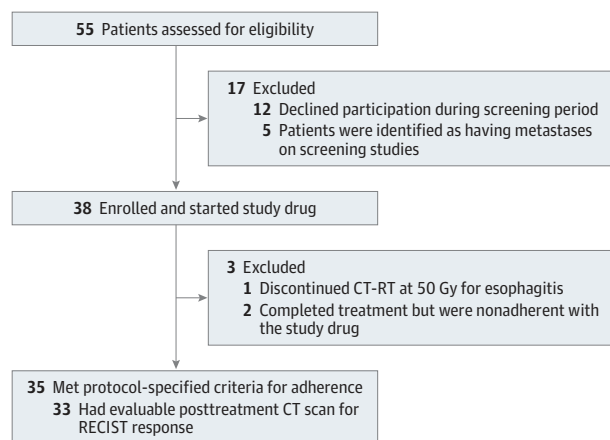 55 Patients assessed for eligibility
17 Excluded
12 Declined participation during screening period
5 Patients were identified as having metastases
on screening studies
38 Enrolled and started study drug
3 Excluded
1 Discontinued CT-RT at 50 Gy for esophagitis
2 Completed treatment but were nonadherent with
the study drug
35 Met protocol-specified criteria for adherence
33 Had evaluable posttreatment CT scan for
RECIST response